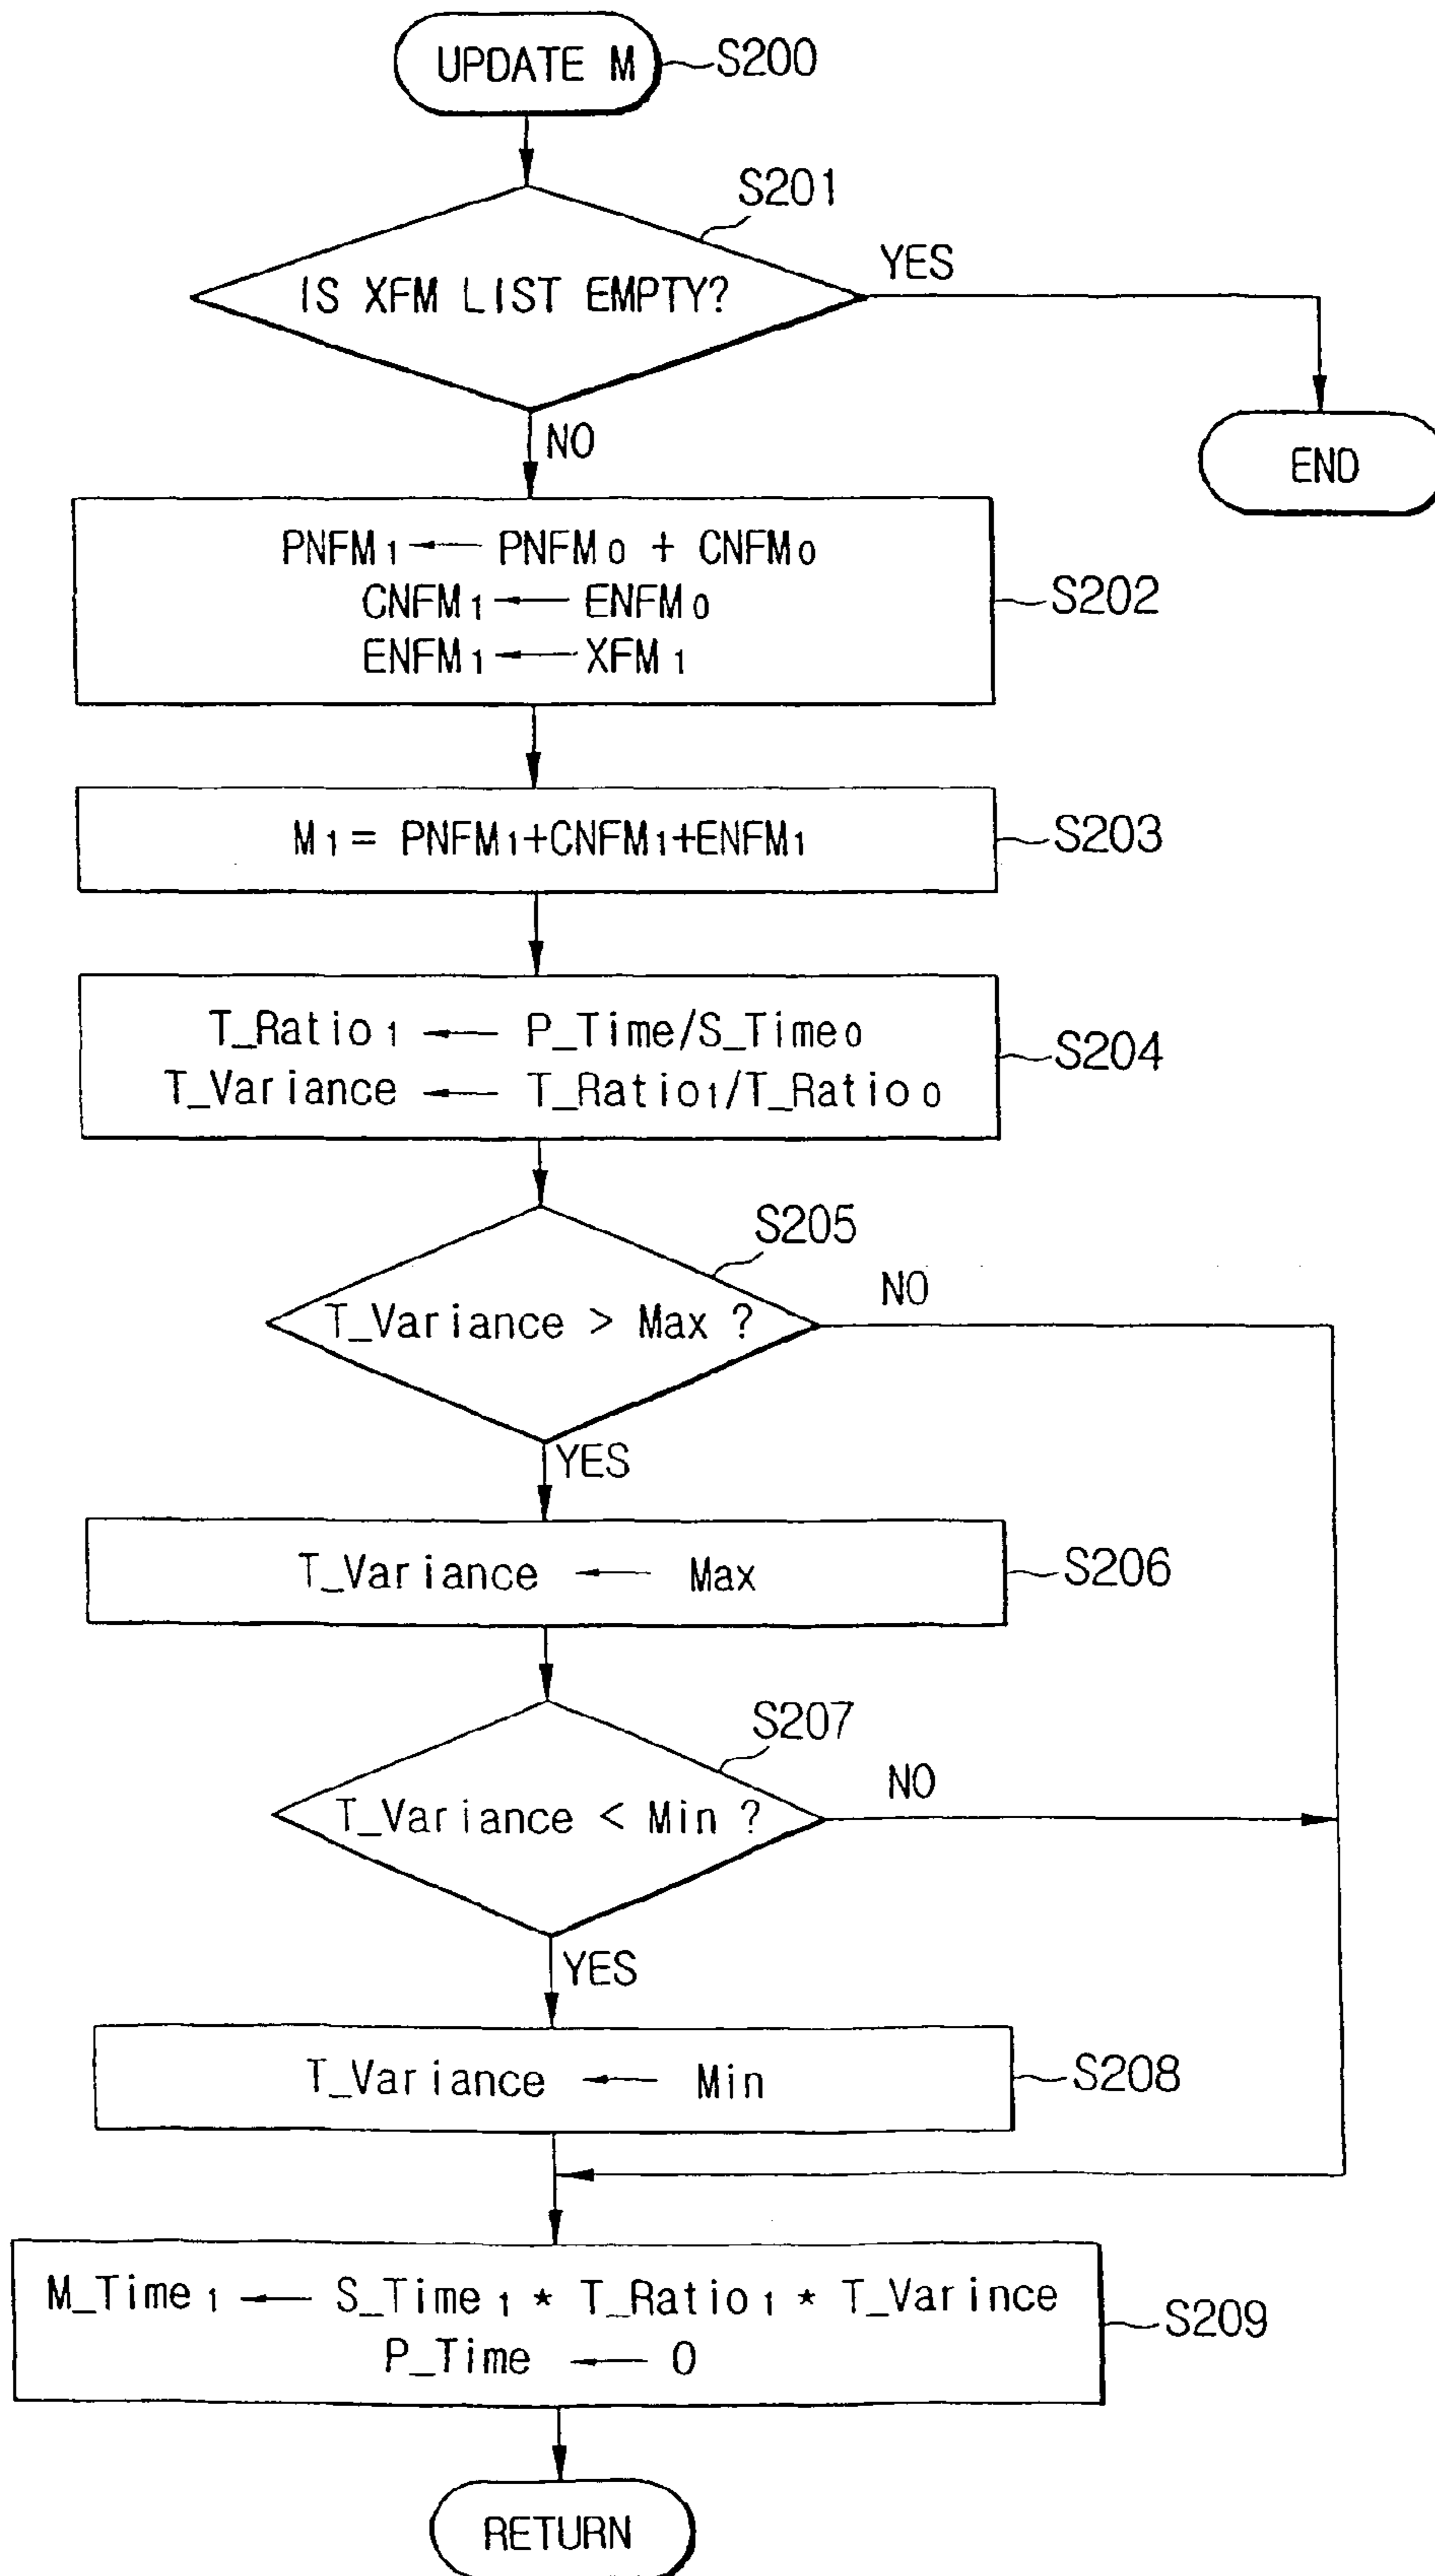 UPDATE M
S200
S201
IS XFM LIST EMPTY?
YES
NO
END
PNFM₁ ← PNFM₀ + CNFM₀
CNFM₁ ← ENFM₀
ENFM₁ ← XFM₁
S202
M₁ = PNFM₁+CNFM₁+ENFM₁
S203
T_Ratio₁ ← P_Time/S_Time₀
T_Variance ← T_Ratio₁/T_Ratio₀
S204
S205
T_Variance > Max ?
NO
YES
T_Variance ← Max
S206
S207
T_Variance < Min ?
NO
YES
T_Variance ← Min
S208
M_Time₁ ← S_Time₁ * T_Ratio₁ * T_Varince
P_Time ← 0
S209
RETURN